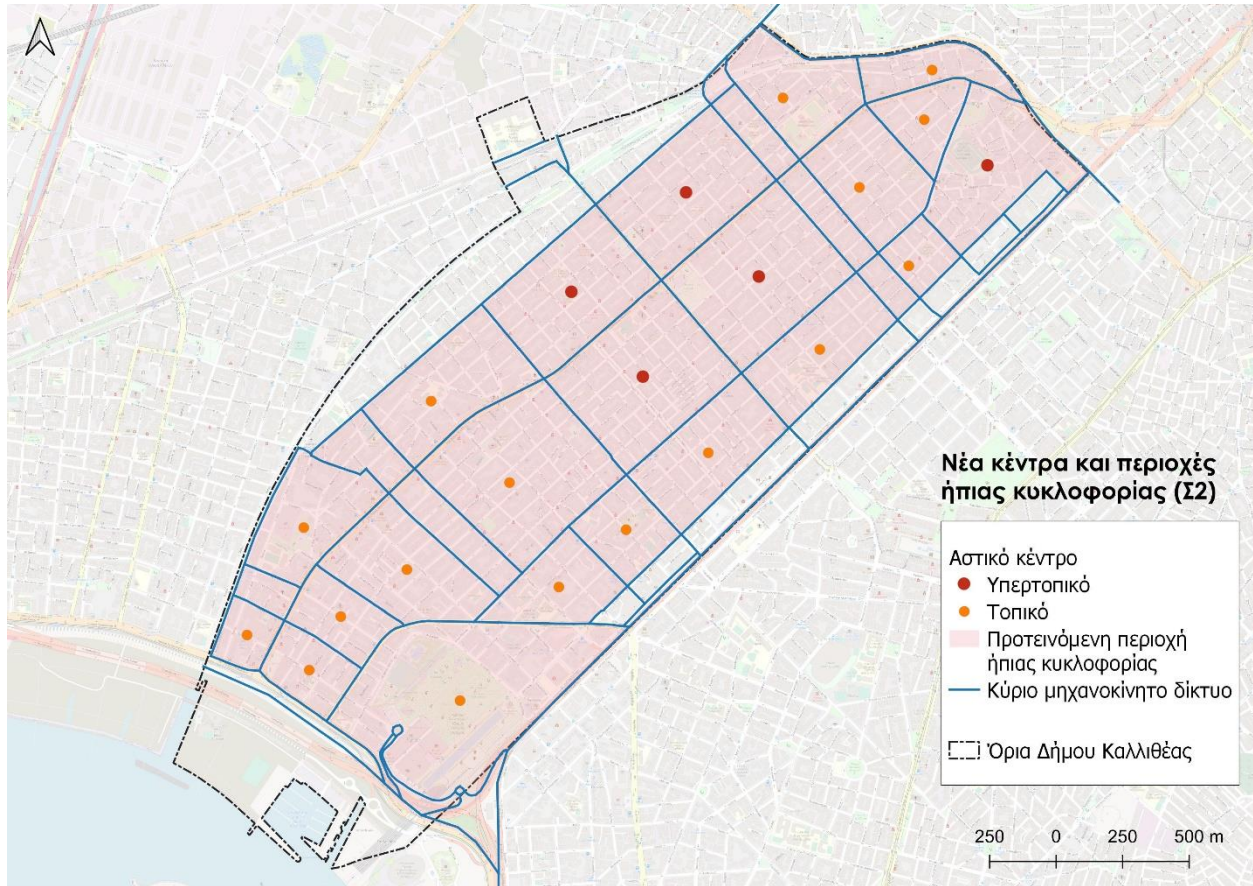 Νέα κέντρα και περιοχές
ήπιας κυκλοφορίας (Σ2)
Αστικό κέντρο
Υπερτοπικό
Τοπικό
Προτεινόμενη περιοχή
ήπιας κυκλοφορίας
Κύριο μηχανοκίνητο δίκτυο
Όρια Δήμου Καλλιθέας
250 0 250 500 m